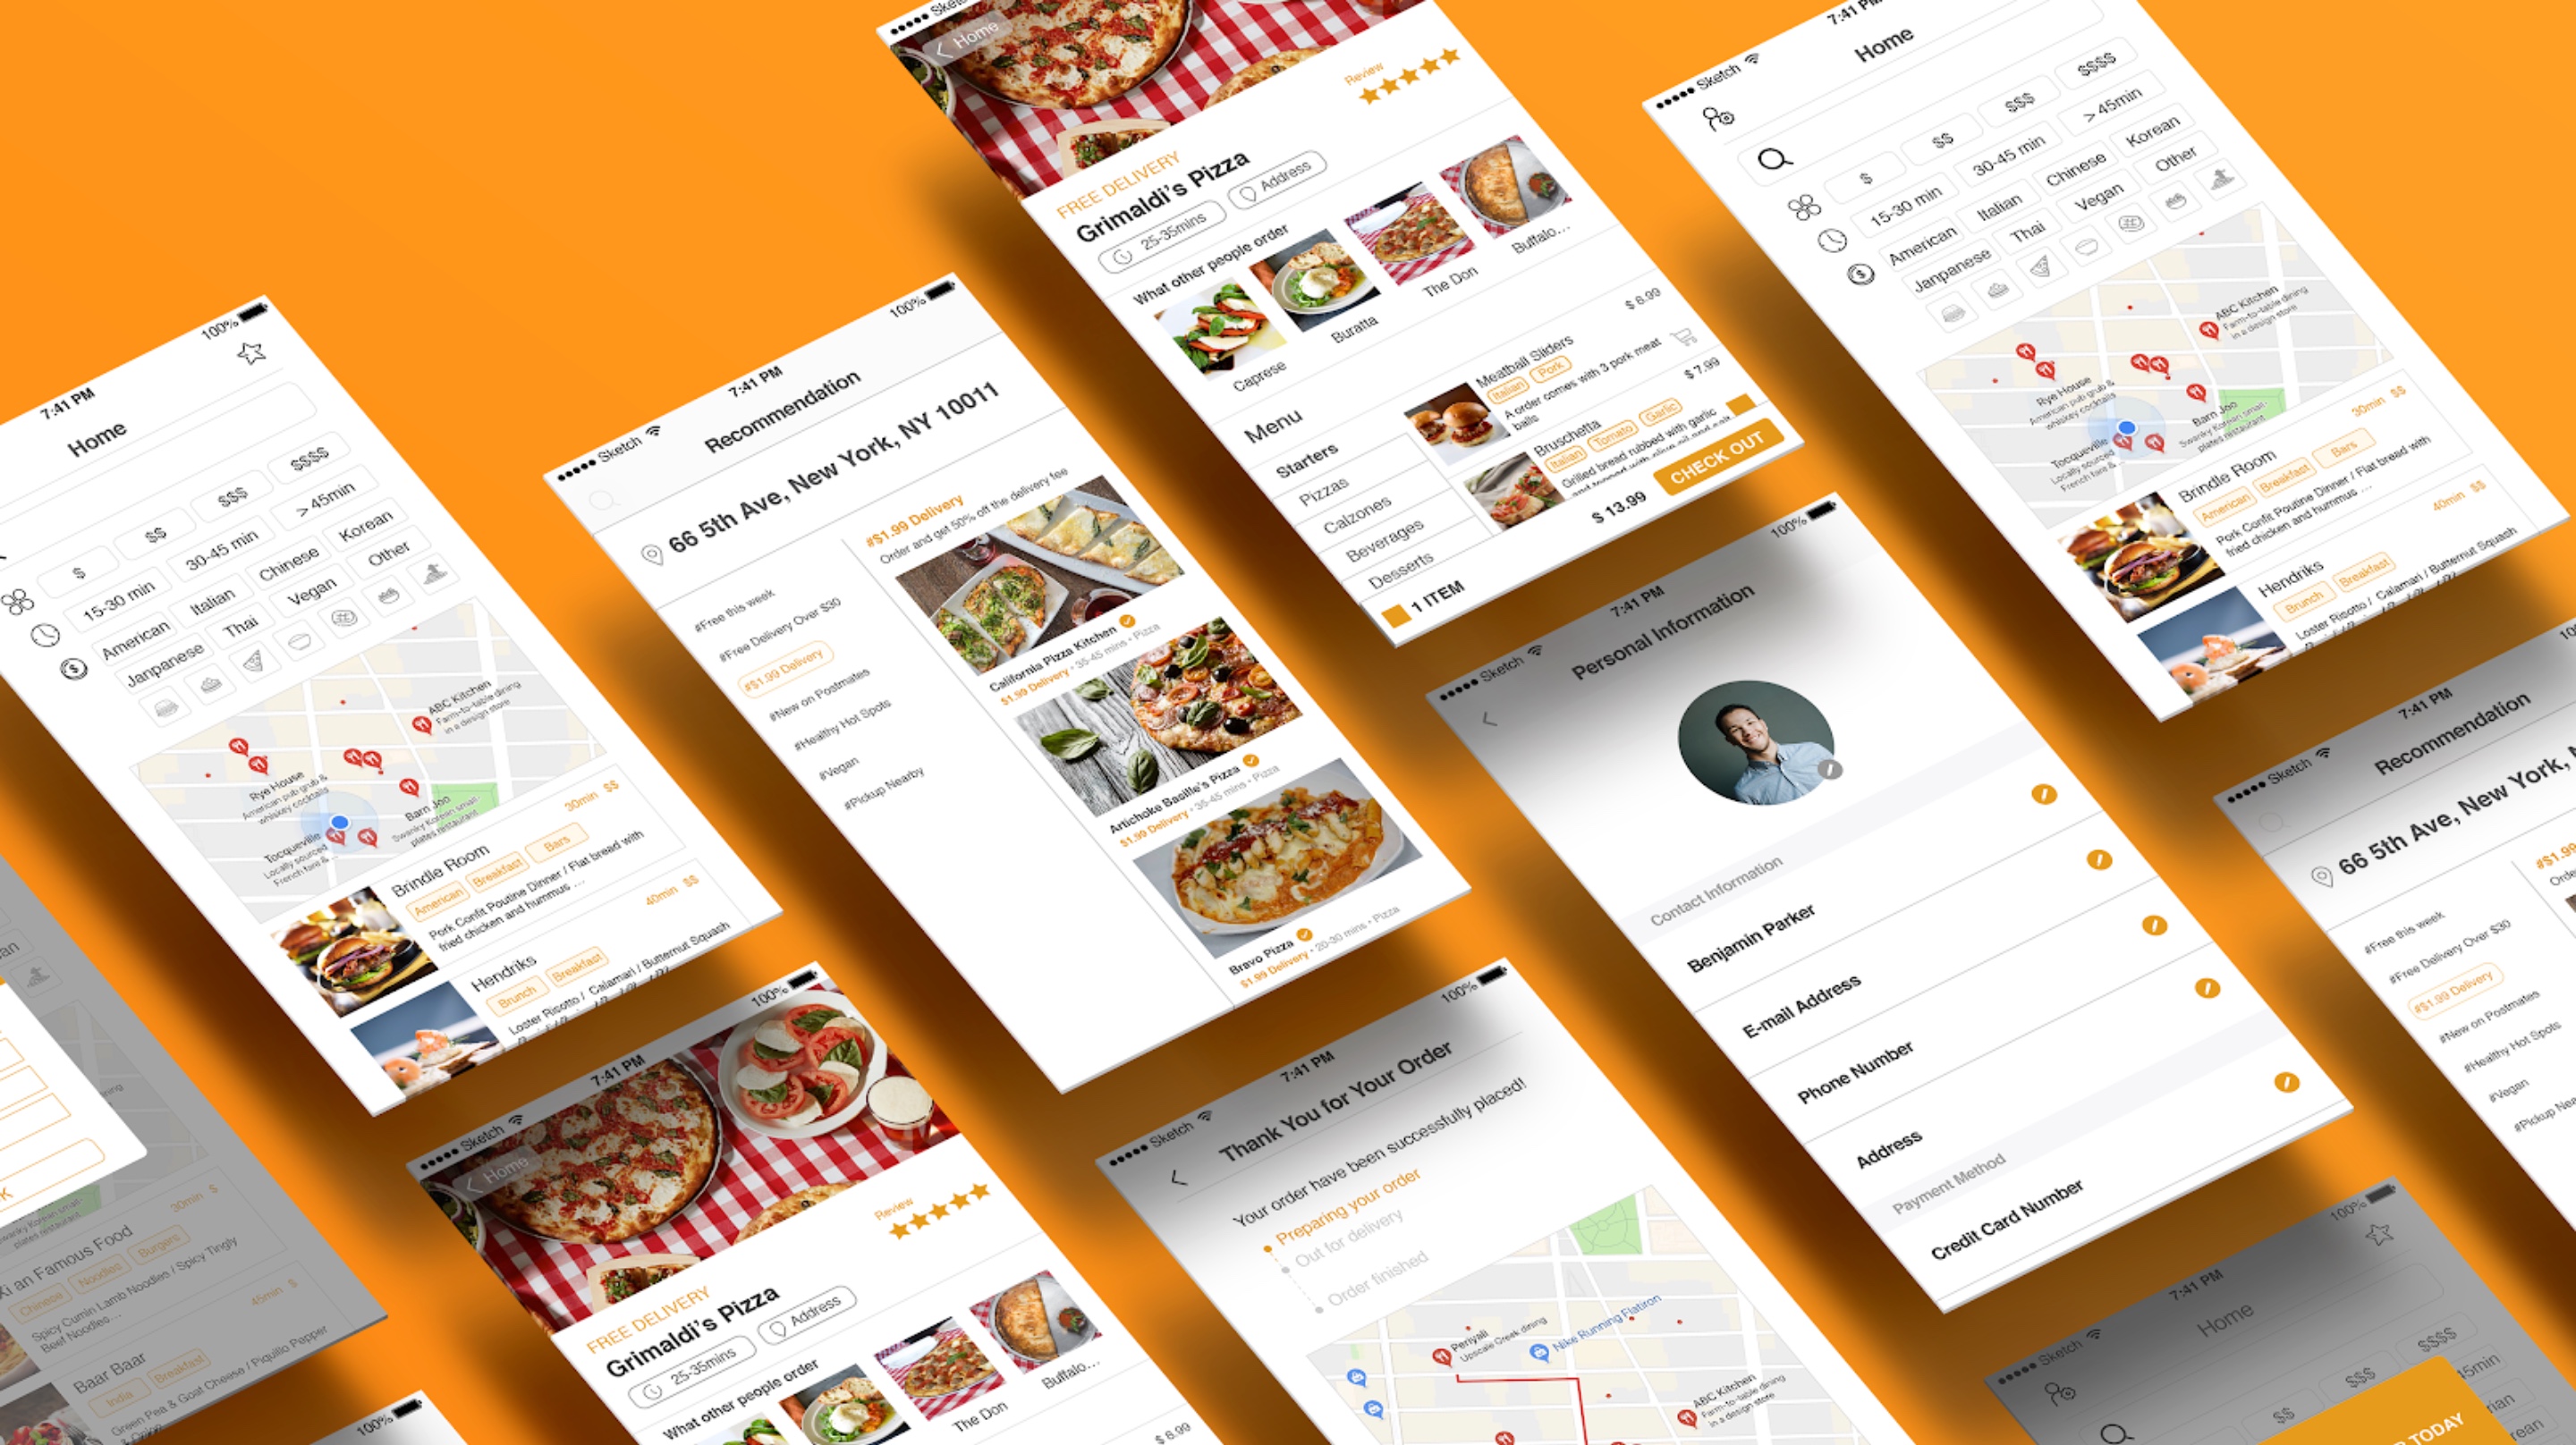 100%
7:41 PM
Home
$ $$ $$$ $$$$
15-30 min 30-45 min >45min
American Italian Chinese Korean
Janpanese Thai Vegan Other
ABC Kitchen
Farm-to-table dining
in a design store
Rye House
American pub grub &
whiskey cocktails
Barn Joo
Swanky Korean small-
plates restaurant
Tocqueville
Locally sourced
French fare & ...
Brindle Room
30min $$
American Breakfast Bars
Pork Confit Poutine Dinner / Flat bread with
fried chicken and hummus ...
Hendriks
40min $$
Brunch Breakfast
Loster Risotto / Calamari / Butternut Squash
Sketch
7:41 PM
100%
Recommendation
66 5th Ave, New York, NY 10011
#Free this week
#Free Delivery Over $30
#$1.99 Delivery
#New on Postmates
#Healthy Hot Spots
#Vegan
#Pickup Nearby
#$1.99 Delivery
Order and get 50% off the delivery fee
California Pizza Kitchen
$1.99 Delivery • 35-45 mins • Pizza
Artichoke Basille's Pizza
$1.99 Delivery • 35-45 mins • Pizza
Bravo Pizza
$1.99 Delivery • 20-30 mins • Pizza
Sketch
Home
Review
FREE DELIVERY
Grimaldi's Pizza
25-35mins Address
What other people order
Caprese
Buratta
The Don
Buffalo...
Menu
Starters
Pizzas
Calzones
Beverages
Desserts
$ 6.99
Meatball Sliders
Italian Pork
A order comes with 3 pork meat
balls
$ 7.99
Bruschetta
Italian Tomato Garlic
Grilled bread rubbed with garlic
and topped with olive oil and salt
1 ITEM
$ 13.99
CHECK OUT
Sketch
7:41 PM
Home
$ $$ $$$ $$$$
15-30 min 30-45 min >45min
American Italian Chinese Korean
Janpanese Thai Vegan Other
ABC Kitchen
Farm-to-table dining
in a design store
Rye House
American pub grub &
whiskey cocktails
Barn Joo
Swanky Korean small-
plates restaurant
Tocqueville
Locally sourced
French fare & ...
Brindle Room
30min $$
American Breakfast Bars
Pork Confit Poutine Dinner / Flat bread with
fried chicken and hummus ...
Hendriks
40min $$
Brunch Breakfast
Loster Risotto / Calamari / Butternut Squash
Sketch
7:41 PM
100%
Personal Information
Contact Information
Benjamin Parker
E-mail Address
Phone Number
Address
Payment Method
Credit Card Number
Sketch
7:41 PM
Recommendation
66 5th Ave, New York,
#Free this week
#Free Delivery Over $30
#$1.99 Delivery
#New on Postmates
#Healthy Hot Spots
#Vegan
30min $
Xi an Famous Food
Chinese Noodles Burgers
Spicy Cumin Lamb Noodles / Spicy Tingly
Beef Noodles...
45min $
Baar Baar
India Breakfast
Green Pea & Goat Cheese / Piquillo Pepper
100%
Sketch
7:41 PM
100%
Home
Review
FREE DELIVERY
Grimaldi's Pizza
25-35mins Address
What other people order
The Don
Buffalo...
$ 6.99
Sketch
7:41 PM
100%
Thank You for Your Order
Your order have been successfully placed!
Preparing your order
Out for delivery
Order finished
Periyali
Upscale Greek dining
Nike Running Flatiron
ABC Kitchen
Farm-to-table dining
in a design store
Sketch
7:41 PM
100%
Home
$$ $$$ $$$$
TODAY